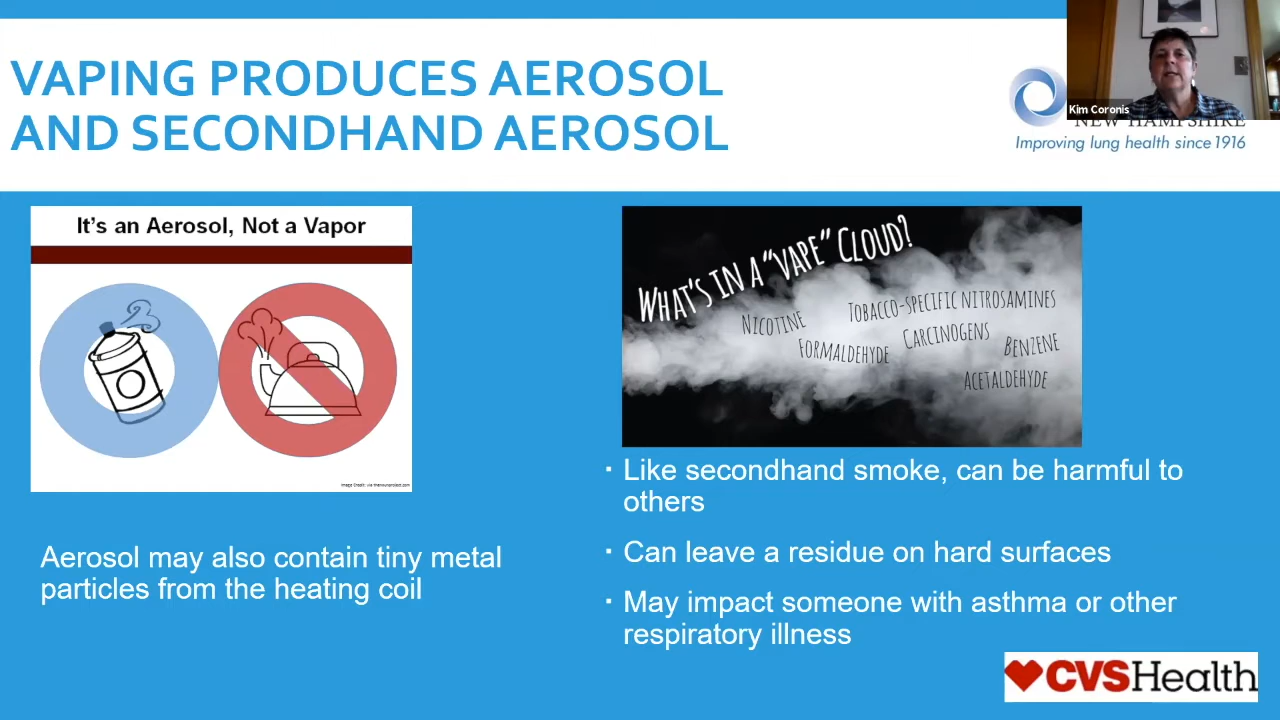 VAPING PRODUCES AEROSOL
AND SECONDHAND AEROSOL
Kim Coronis
NEW HAMPSHIRE
Improving lung health since 1916
It's an Aerosol, Not a Vapor
What's in a "vape" Cloud?
Nicotine
Tobacco-specific nitrosamines
Formaldehyde
Carcinogens
Benzene
Acetaldehyde
Aerosol may also contain tiny metal
particles from the heating coil
· Like secondhand smoke, can be harmful to
others
· Can leave a residue on hard surfaces
· May impact someone with asthma or other
respiratory illness
CVSHealth